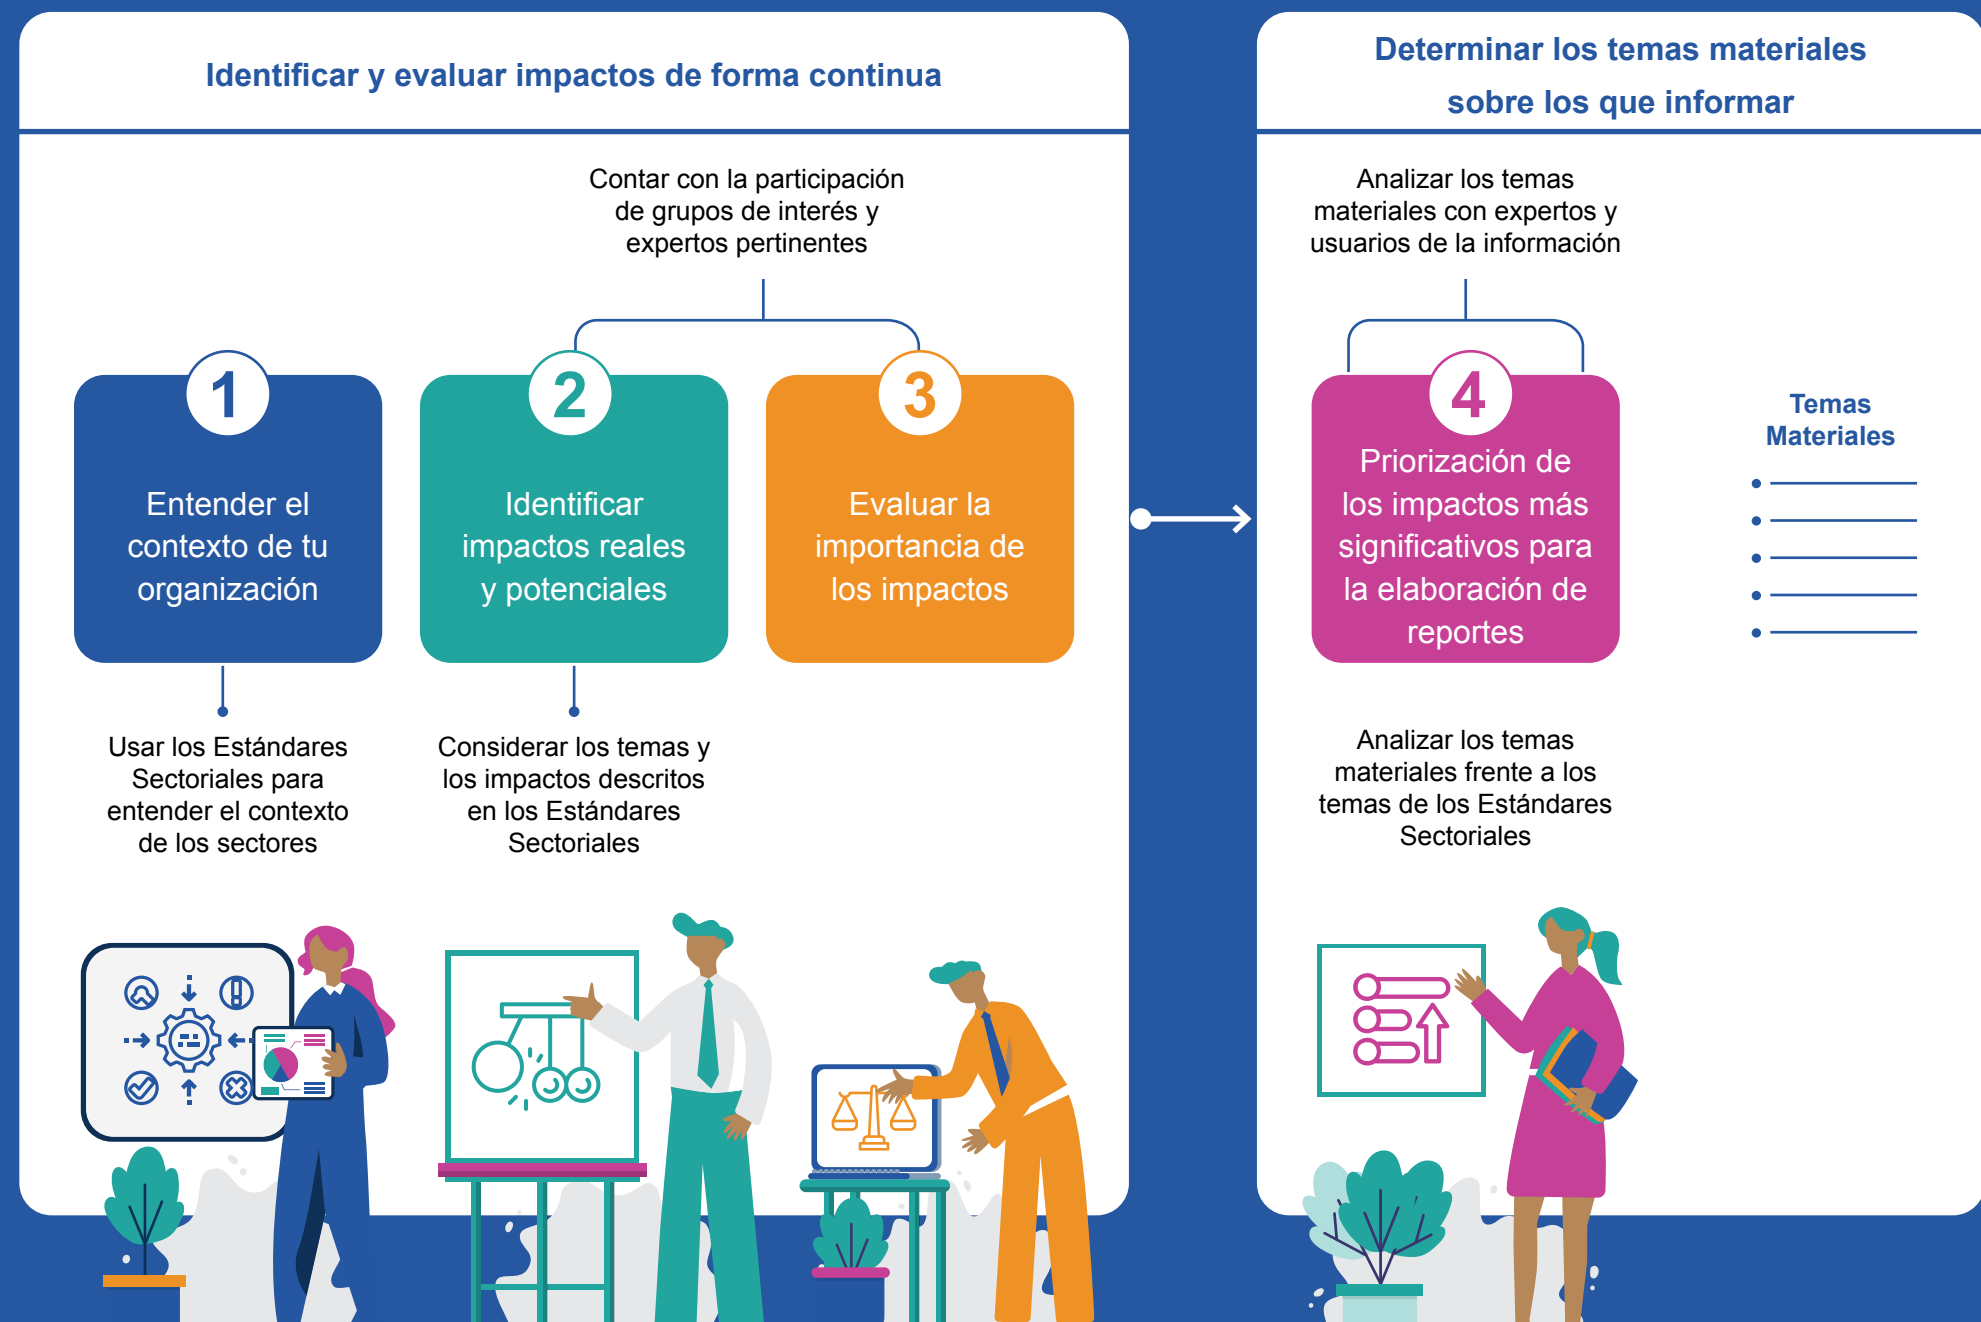 Identificar y evaluar impactos de forma continua
Contar con la participación
de grupos de interés y
expertos pertinentes
1
Entender el
contexto de tu
organización
2
Identificar
impactos reales
y potenciales
3
Evaluar la
importancia de
los impactos
Usar los Estándares
Sectoriales para
entender el contexto
de los sectores
Considerar los temas y
los impactos descritos
en los Estándares
Sectoriales
Determinar los temas materiales
sobre los que informar
Analizar los temas
materiales con expertos y
usuarios de la información
4
Priorización de
los impactos más
significativos para
la elaboración de
reportes
Temas
Materiales
Analizar los temas
materiales frente a los
temas de los Estándares
Sectoriales